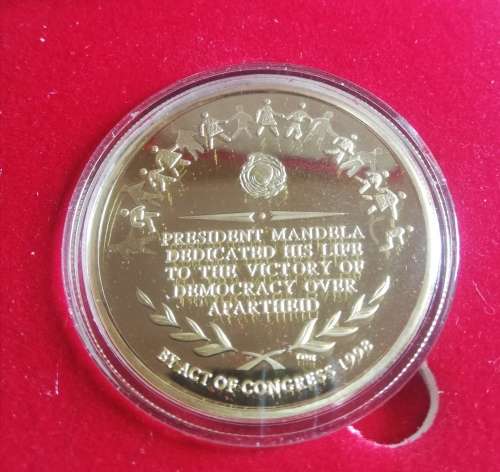 PRESIDENT MANDELA
DEDICATED HIS LIFE
TO THE VICTORY OF
DEMOCRACY OVER
APARTHEID
BY ACT OF CONGRESS 1998